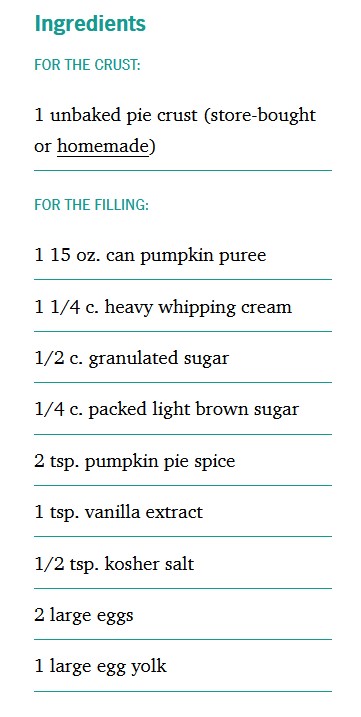 Ingredients
FOR THE CRUST:
1 unbaked pie crust (store-bought
or homemade)
FOR THE FILLING:
1 15 oz. can pumpkin puree
1 1/4 c. heavy whipping cream
1/2 c. granulated sugar
1/4 c. packed light brown sugar
2 tsp. pumpkin pie spice
1 tsp. vanilla extract
1/2 tsp. kosher salt
2 large eggs
1 large egg yolk